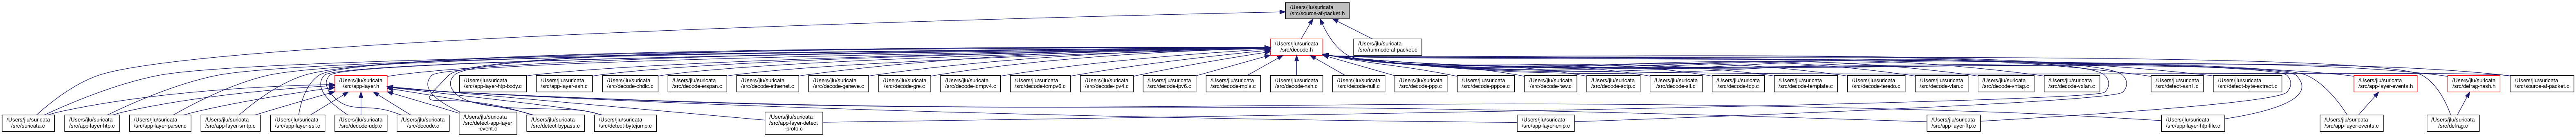 /Users/jlu/suricata
/src/source-af-packet.h
/Users/jlu/suricata
/src/decode.h
/Users/jlu/suricata
/src/runmode-af-packet.c
/Users/jlu/suricata
/src/app-layer.h
/Users/jlu/suricata
/src/app-layer-htp-body.c
/Users/jlu/suricata
/src/app-layer-ssh.c
/Users/jlu/suricata
/src/decode-chdlc.c
/Users/jlu/suricata
/src/decode-erspan.c
/Users/jlu/suricata
/src/decode-ethernet.c
/Users/jlu/suricata
/src/decode-geneve.c
/Users/jlu/suricata
/src/decode-gre.c
/Users/jlu/suricata
/src/decode-icmpv4.c
/Users/jlu/suricata
/src/decode-icmpv6.c
/Users/jlu/suricata
/src/decode-ipv4.c
/Users/jlu/suricata
/src/decode-ipv6.c
/Users/jlu/suricata
/src/decode-mpls.c
/Users/jlu/suricata
/src/decode-nsh.c
/Users/jlu/suricata
/src/decode-null.c
/Users/jlu/suricata
/src/decode-ppp.c
/Users/jlu/suricata
/src/decode-pppoe.c
/Users/jlu/suricata
/src/decode-raw.c
/Users/jlu/suricata
/src/decode-sctp.c
/Users/jlu/suricata
/src/decode-sll.c
/Users/jlu/suricata
/src/decode-tcp.c
/Users/jlu/suricata
/src/decode-template.c
/Users/jlu/suricata
/src/decode-teredo.c
/Users/jlu/suricata
/src/decode-vlan.c
/Users/jlu/suricata
/src/decode-vntag.c
/Users/jlu/suricata
/src/decode-vxlan.c
/Users/jlu/suricata
/src/detect-asn1.c
/Users/jlu/suricata
/src/detect-byte-extract.c
/Users/jlu/suricata
/src/app-layer-events.h
/Users/jlu/suricata
/src/defrag-hash.h
/Users/jlu/suricata
/src/source-af-packet.c
/Users/jlu/suricata
/src/suricata.c
/Users/jlu/suricata
/src/app-layer-htp.c
/Users/jlu/suricata
/src/app-layer-parser.c
/Users/jlu/suricata
/src/app-layer-smtp.c
/Users/jlu/suricata
/src/app-layer-ssl.c
/Users/jlu/suricata
/src/decode-udp.c
/Users/jlu/suricata
/src/decode.c
/Users/jlu/suricata
/src/detect-app-layer
-event.c
/Users/jlu/suricata
/src/detect-bypass.c
/Users/jlu/suricata
/src/detect-bytejump.c
/Users/jlu/suricata
/src/app-layer-detect
-proto.c
/Users/jlu/suricata
/src/app-layer-enip.c
/Users/jlu/suricata
/src/app-layer-ftp.c
/Users/jlu/suricata
/src/app-layer-htp-file.c
/Users/jlu/suricata
/src/app-layer-events.c
/Users/jlu/suricata
/src/defrag.c